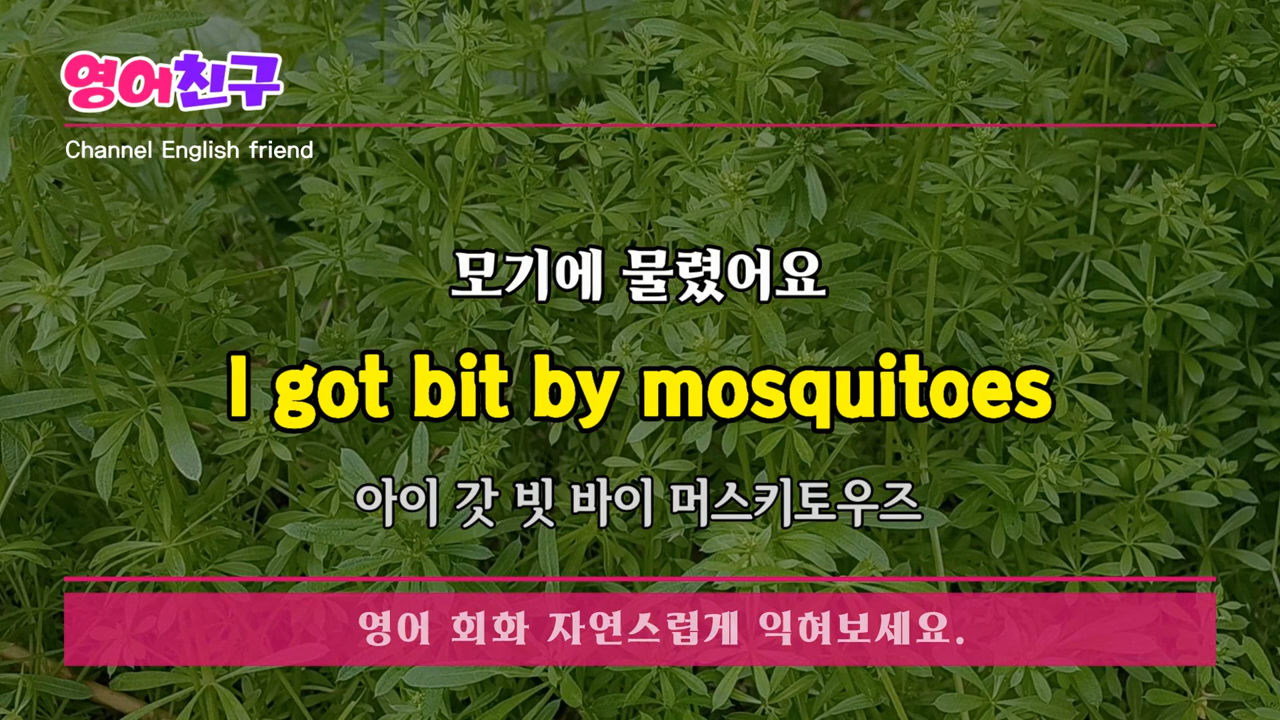 영어친구
Channel English friend
모기에 물렸어요
I got bit by mosquitoes
아이 갓 빗 바이 머스키토우즈
영어 회화 자연스럽게 익혀보세요.